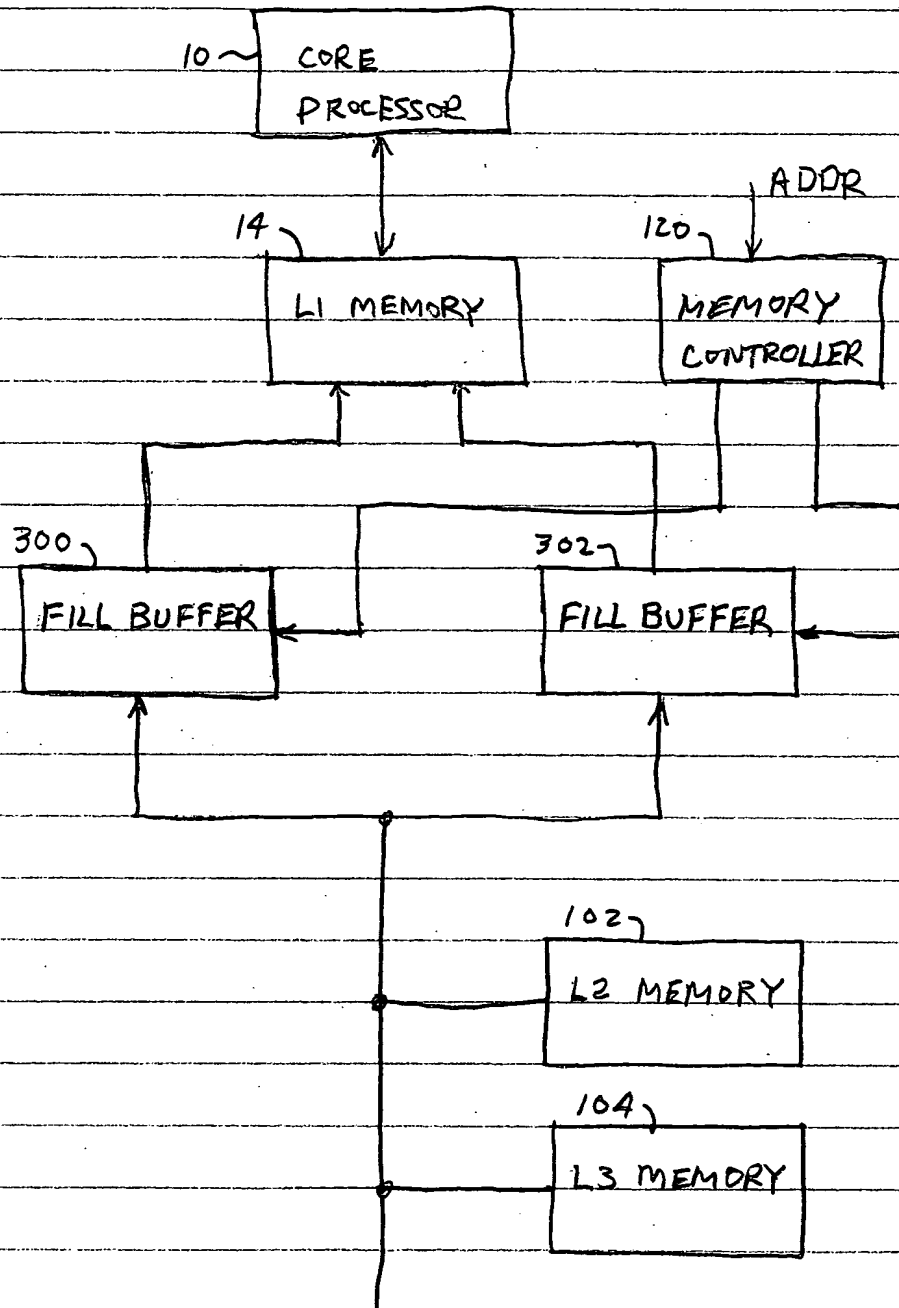 10
CORE
PROCESSOR
ADDR
14
120
L1 MEMORY
MEMORY
CONTROLLER
300
302
FILL BUFFER
FILL BUFFER
102
L2 MEMORY
104
L3 MEMORY